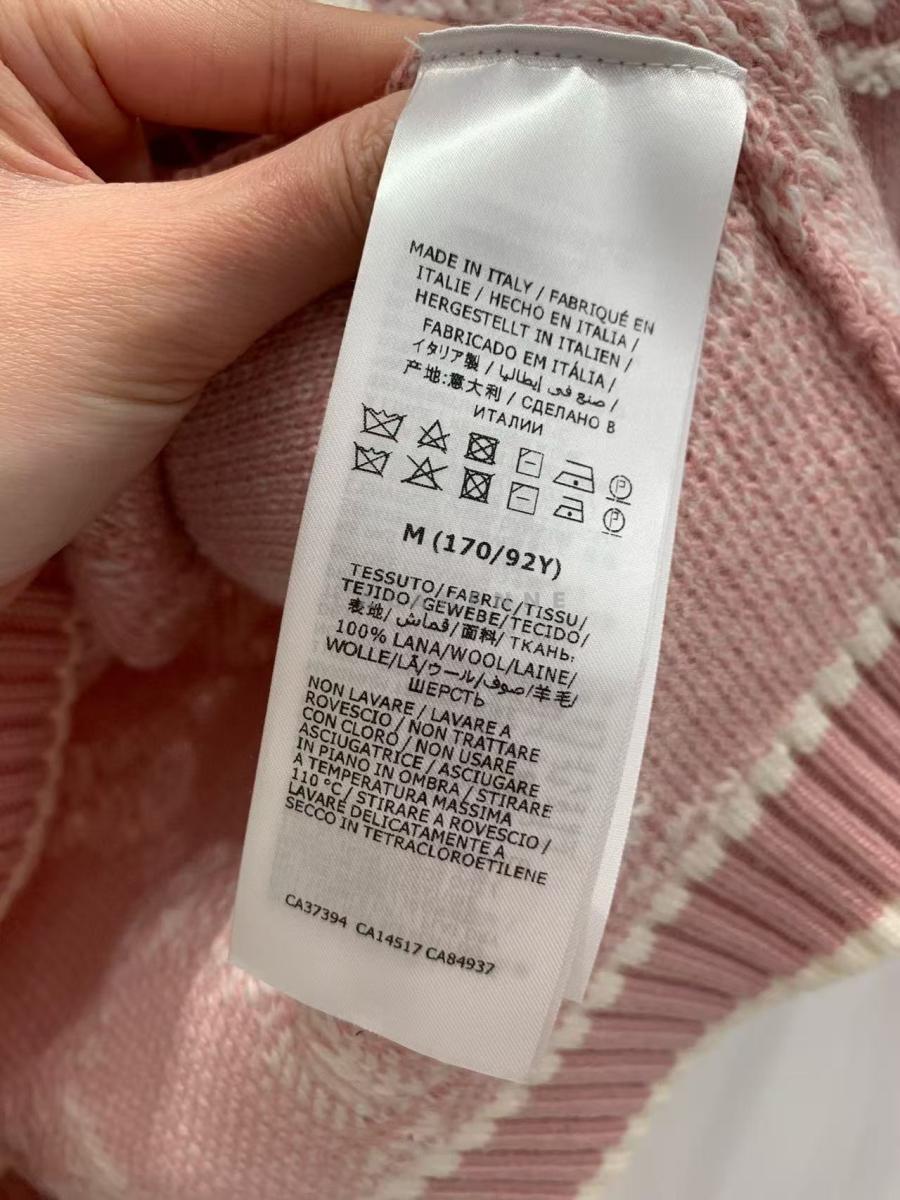 MADE IN ITALY / FABRIQUÉ EN
ITALIE / HECHO EN ITALIA /
HERGESTELLT IN ITALIEN /
FABRICADO EM ITÁLIA /
イタリア製 / صنع في إيطاليا /
产地:意大利 / СДЕЛАНО В
ИТАЛИИ
M (170/92Y)
TESSUTO/FABRIC/TISSU/
TEJIDO/GEWEBE/TECIDO/
表地/قماش/面料/ТКАНЬ:
100% LANA/WOOL/LAINE/
WOLLE/LÃ/ウール/صوف/羊毛/
ШЕРСТЬ
NON LAVARE / LAVARE A
ROVESCIO / NON TRATTARE
CON CLORO / NON USARE
ASCIUGATRICE / ASCIUGARE
IN PIANO IN OMBRA / STIRARE
A TEMPERATURA MASSIMA
110 °C / STIRARE A ROVESCIO /
LAVARE DELICATAMENTE A
SECCO IN TETRACLOROETILENE
CA37394 CA14517 CA84937